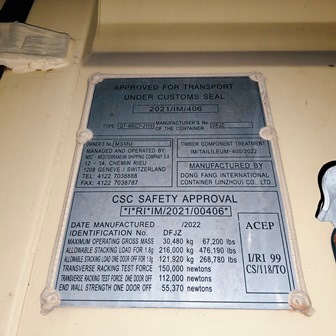 APPROVED FOR TRANSPORT
UNDER CUSTOMS SEAL
2021/IM/406
TYPE
MANUFACTURER'S No.
OF THE CONTAINER
DFJZ
OWNER'S No. MSMU
MANAGED AND OPERATED BY
MSC MEDITERRANEAN SHIPPING COMPANY S.A.
12 - 14, CHEMIN RIEU
1208 GENEVE / SWITZERLAND
TEL: 4122 7038888
FAX: 4122 7038787
TIMBER COMPONENT TREATMENT
IM/TAILILEUM-400/2022
MANUFACTURED BY
DONG FANG INTERNATIONAL
CONTAINER (JINZHOU) CO., LTD.
CSC SAFETY APPROVAL
"I*RI*IM/2021/00406"
DATE MANUFACTURED /2022
IDENTIFICATION No. DFJZ
MAXIMUM OPERATING GROSS MASS 30,480 kg 67,200 lbs
ALLOWABLE STACKING LOAD FOR 1.8g 216,000 kg 476,190 lbs
ALLOWABLE STACKING LOAD ONE DOOR OFF FOR 1.8g 121,920 kg 268,780 lbs
TRANSVERSE RACKING TEST FORCE 150,000 newtons
TRANSVERSE RACKING TEST FORCE ONE DOOR OFF 112,000 newtons
END WALL STRENGTH ONE DOOR OFF 55,370 newtons
ACEP
I/R1 99
CS/118/TO